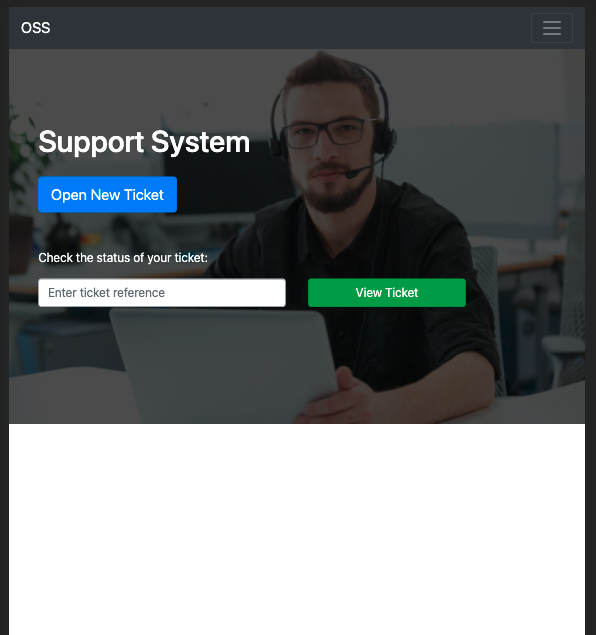 OSS
Support System
Open New Ticket
Check the status of your ticket:
Enter ticket reference
View Ticket